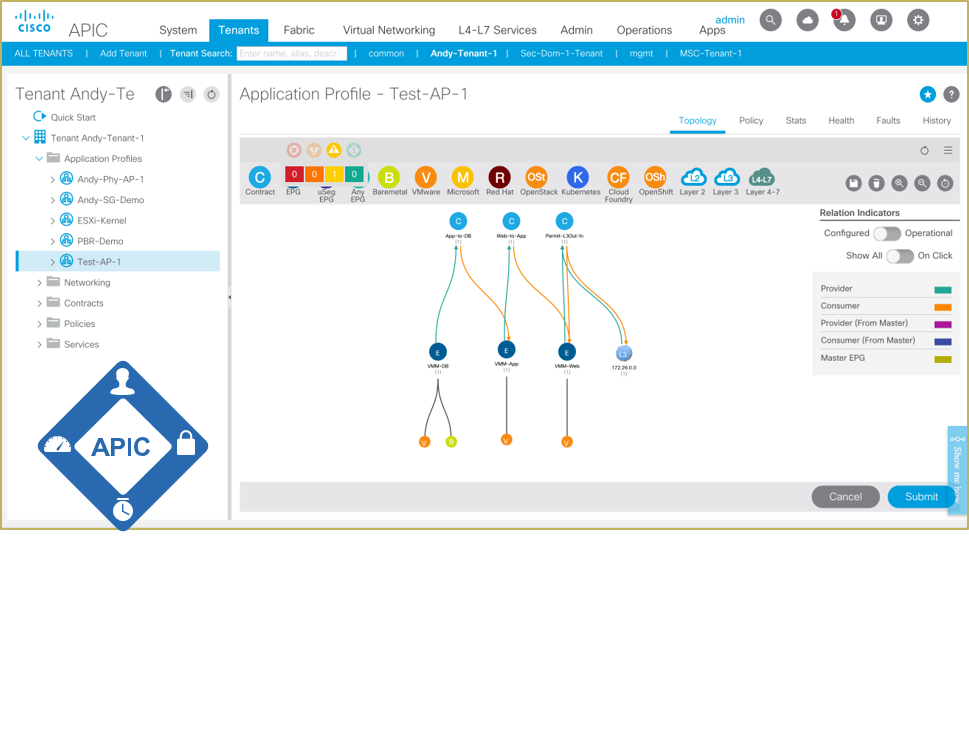 cisco APIC
admin
1
System Tenants Fabric Virtual Networking L4-L7 Services Admin Operations Apps
ALL TENANTS | Add Tenant | Tenant Search: Enter name, alias, descr | common | Andy-Tenant-1 | Sec-Dom-1-Tenant | mgmt | MSC-Tenant-1
Tenant Andy-Te
Quick Start
Tenant Andy-Tenant-1
Application Profiles
Andy-Phy-AP-1
Andy-SG-Demo
ESXi-Kernel
PBR-Demo
Test-AP-1
Networking
Contracts
Policies
Services
APIC
Application Profile - Test-AP-1
?
Topology Policy Stats Health Faults History
0 0 1 0
C B V M R OSt K CF OSh L2 L3 L4-L7
Contract EPG uSeg EPG Any EPG Baremetal VMware Microsoft Red Hat OpenStack Kubernetes Cloud Foundry OpenShift Layer 2 Layer 3 Layer 4-7
C C C
App-to-DB Web-to-App Permit-L3Out-In
(1) (1) (1)
E E E L3
VMM-DB VMM-App VMM-Web 172.26.0.0
(1) (1) (1) (1)
V B V V
Relation Indicators
Configured Operational
Show All On Click
Provider
Consumer
Provider (From Master)
Consumer (From Master)
Master EPG
Show me how
Cancel Submit